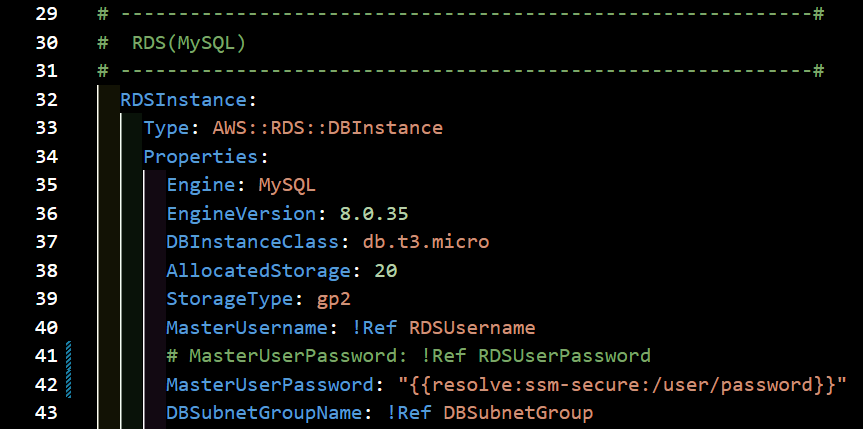 29 # ------------------------------------------------------------#
30 #  RDS(MySQL)
31 # ------------------------------------------------------------#
32   RDSInstance:
33     Type: AWS::RDS::DBInstance
34     Properties:
35       Engine: MySQL
36       EngineVersion: 8.0.35
37       DBInstanceClass: db.t3.micro
38       AllocatedStorage: 20
39       StorageType: gp2
40       MasterUsername: !Ref RDSUsername
41       # MasterUserPassword: !Ref RDSUserPassword
42       MasterUserPassword: "{{resolve:ssm-secure:/user/password}}"
43       DBSubnetGroupName: !Ref DBSubnetGroup